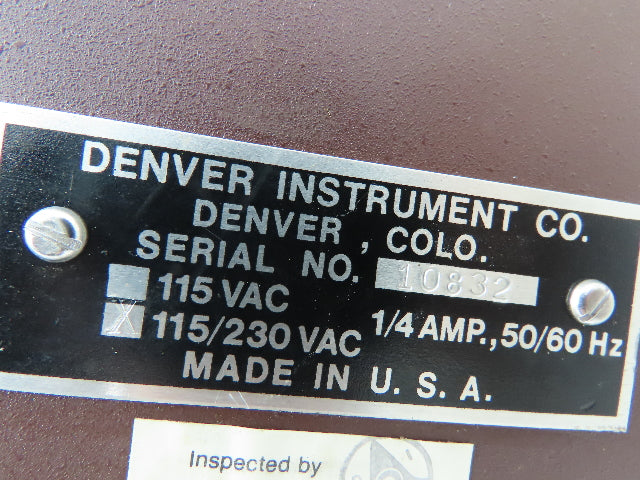 DENVER INSTRUMENT CO.
DENVER, COLO.
SERIAL NO. 10832
115 VAC
X 115/230 VAC 1/4 AMP., 50/60 Hz
MADE IN U. S. A.
Inspected by